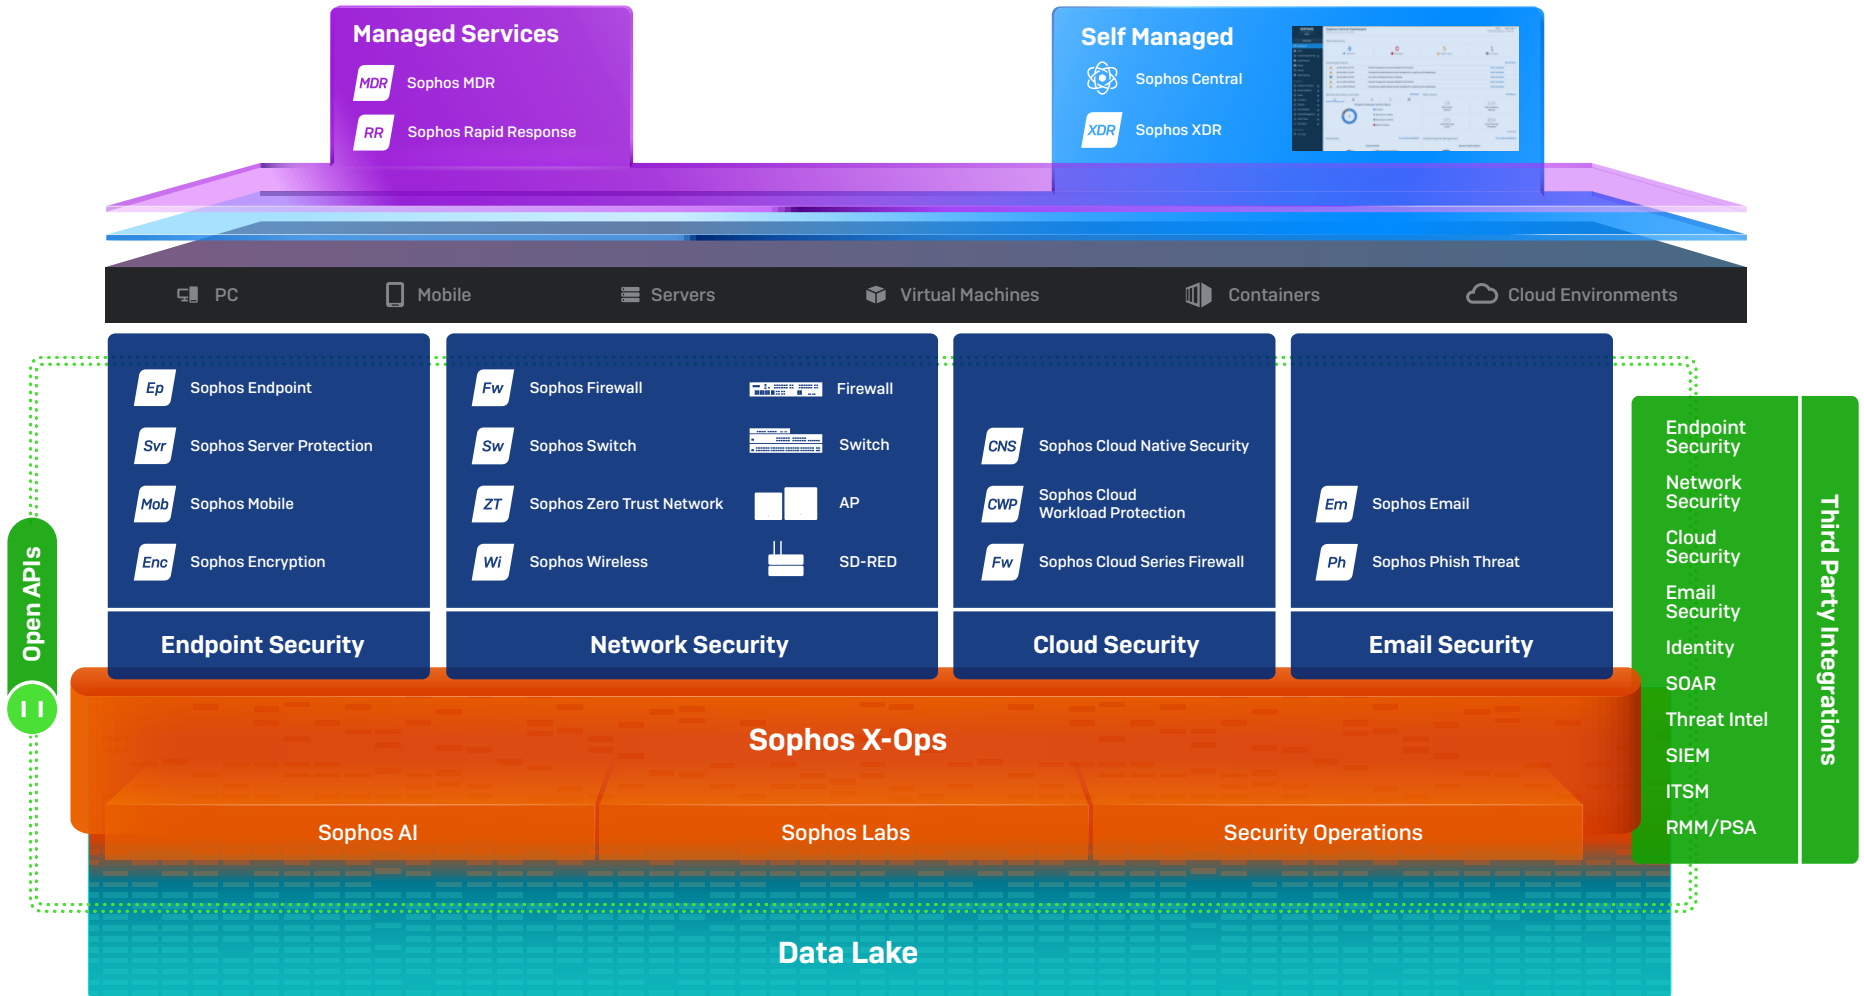 Managed Services
MDR Sophos MDR
RR Sophos Rapid Response
Self Managed
Sophos Central
XDR Sophos XDR
PC
Mobile
Servers
Virtual Machines
Containers
Cloud Environments
Ep Sophos Endpoint
Svr Sophos Server Protection
Mob Sophos Mobile
Enc Sophos Encryption
Endpoint Security
Fw Sophos Firewall
Sw Sophos Switch
ZT Sophos Zero Trust Network
Wi Sophos Wireless
Firewall
Switch
AP
SD-RED
Network Security
CNS Sophos Cloud Native Security
CWP Sophos Cloud
Workload Protection
Fw Sophos Cloud Series Firewall
Cloud Security
Em Sophos Email
Ph Sophos Phish Threat
Email Security
Open APIs
Endpoint
Security
Network
Security
Cloud
Security
Email
Security
Identity
SOAR
Threat Intel
SIEM
ITSM
RMM/PSA
Third Party Integrations
Sophos X-Ops
Sophos AI
Sophos Labs
Security Operations
Data Lake